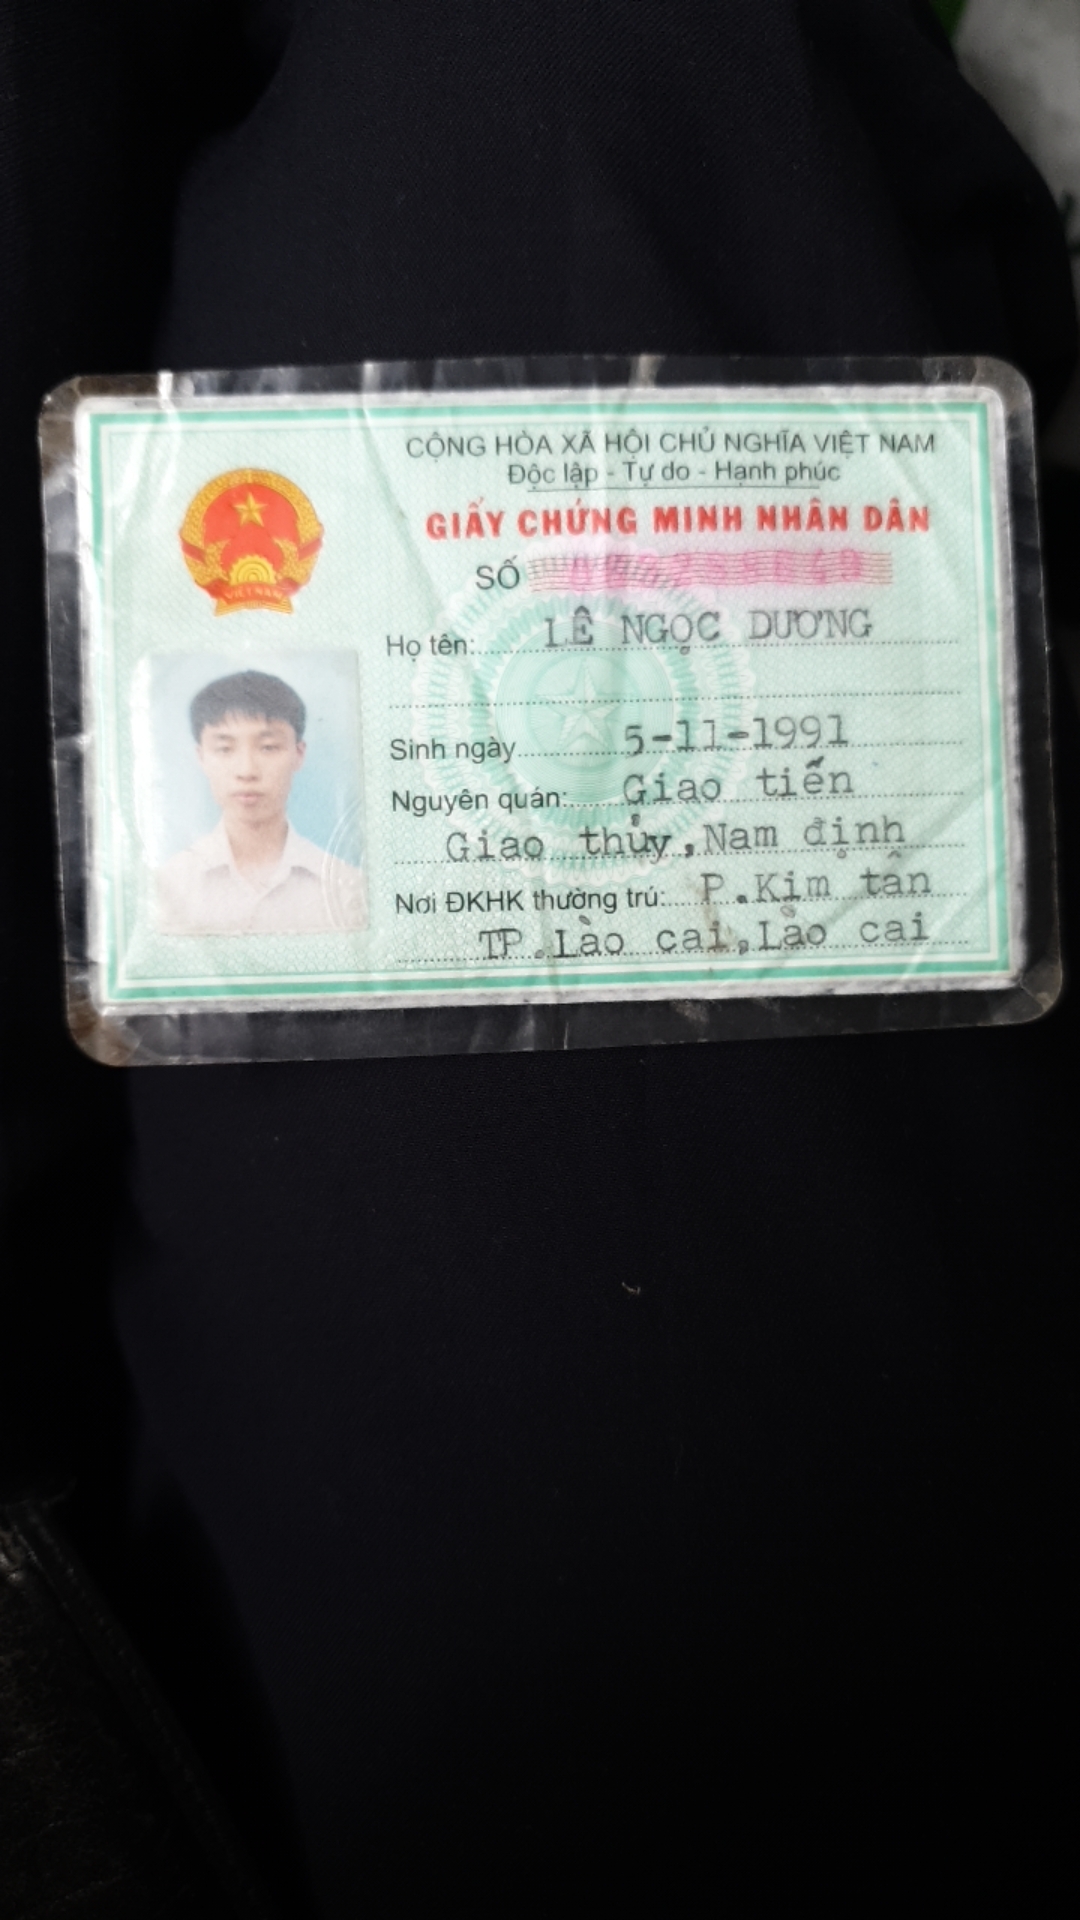 CỘNG HÒA XÃ HỘI CHỦ NGHĨA VIỆT NAM
Độc lập - Tự do - Hạnh phúc
GIẤY CHỨNG MINH NHÂN DÂN
SỐ
Họ tên: LÊ NGỌC DƯƠNG
Sinh ngày 5-11-1991
Nguyên quán: Giao tiến
Giao thủy, Nam định
Nơi ĐKHK thường trú: P.Kim tân
TP.Lào cai, Lào cai
VIỆT NAM